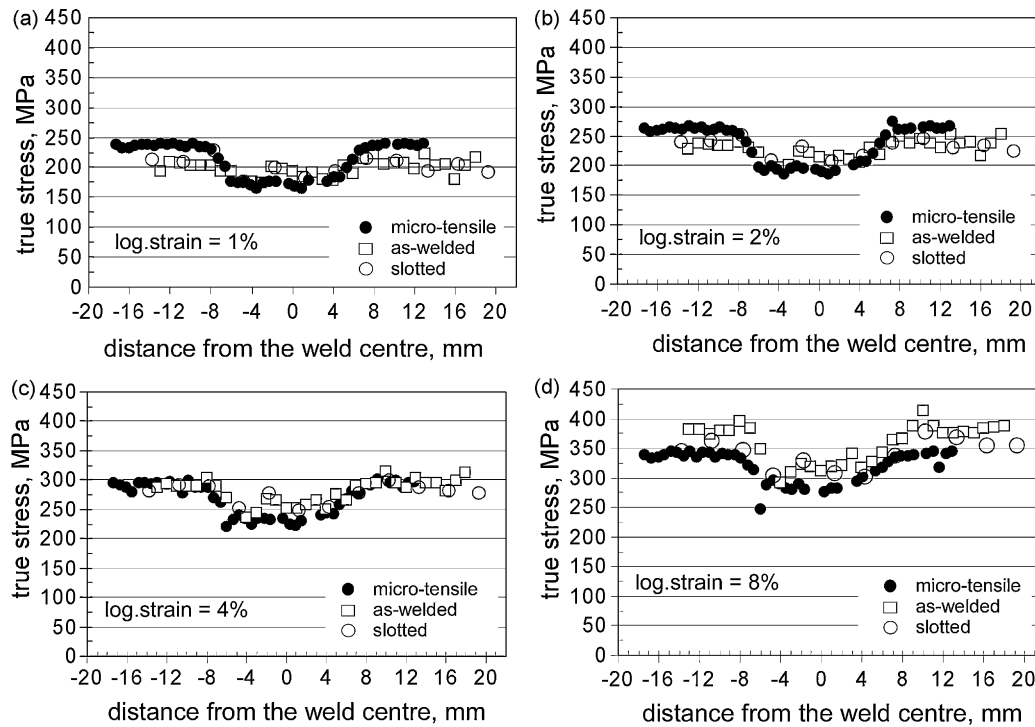 (a)
true stress, MPa
450
400
350
300
250
200
150
100
50
0
log.strain = 1%
micro-tensile
as-welded
slotted
-20 -16 -12 -8 -4 0 4 8 12 16 20
distance from the weld centre, mm
(b)
true stress, MPa
450
400
350
300
250
200
150
100
50
0
log.strain = 2%
micro-tensile
as-welded
slotted
-20 -16 -12 -8 -4 0 4 8 12 16 20
distance from the weld centre, mm
(c)
true stress, MPa
450
400
350
300
250
200
150
100
50
0
log.strain = 4%
micro-tensile
as-welded
slotted
-20 -16 -12 -8 -4 0 4 8 12 16 20
distance from the weld centre, mm
(d)
true stress, MPa
450
400
350
300
250
200
150
100
50
0
log.strain = 8%
micro-tensile
as-welded
slotted
-20 -16 -12 -8 -4 0 4 8 12 16 20
distance from the weld centre, mm